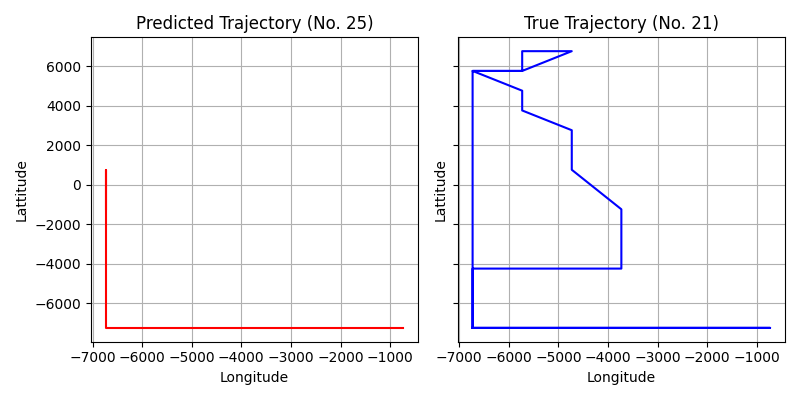 Predicted Trajectory (No. 25)
True Trajectory (No. 21)
Lattitude
6000
4000
2000
0
−2000
−4000
−6000
−7000 −6000 −5000 −4000 −3000 −2000 −1000
Longitude
Lattitude
−7000 −6000 −5000 −4000 −3000 −2000 −1000
Longitude